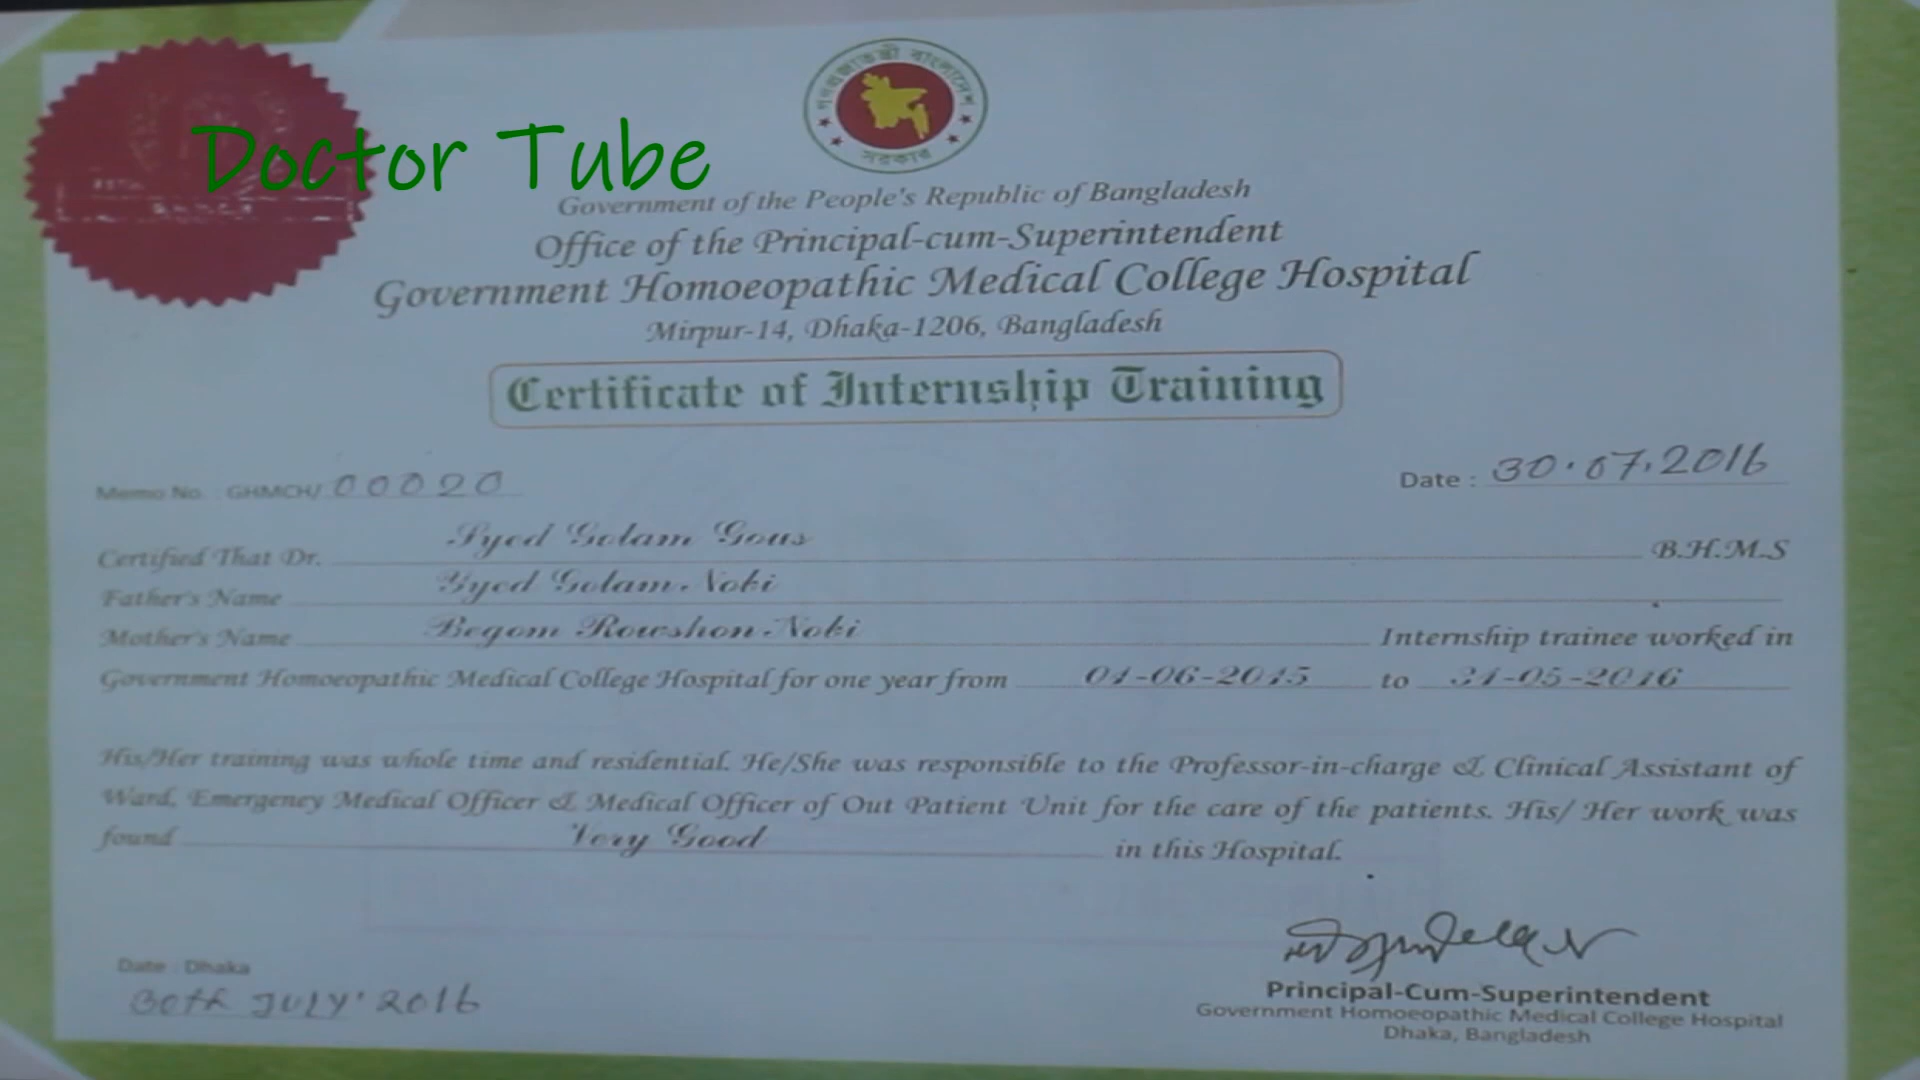 গণপ্রজাতন্ত্রী বাংলাদেশ
সরকার
Doctor Tube
Government of the People's Republic of Bangladesh
Office of the Principal-cum-Superintendent
Government Homoeopathic Medical College Hospital
Mirpur-14, Dhaka-1206, Bangladesh
Certificate of Internship Training
Memo No. GHMCH/ 00020
Date : 30.07.2016
Certified That Dr. Syed Golam Gous B.H.M.S
Father's Name Syed Golam Nobi
Mother's Name Begom Rowshon Nobi Internship trainee worked in
Government Homoeopathic Medical College Hospital for one year from 01-06-2015 to 31-05-2016
His/Her training was whole time and residential. He/She was responsible to the Professor-in-charge & Clinical Assistant of
Ward, Emergency Medical Officer & Medical Officer of Out Patient Unit for the care of the patients. His/ Her work was
found Very Good in this Hospital.
Date : Dhaka
30th JULY' 2016
Principal-Cum-Superintendent
Government Homoeopathic Medical College Hospital
Dhaka, Bangladesh